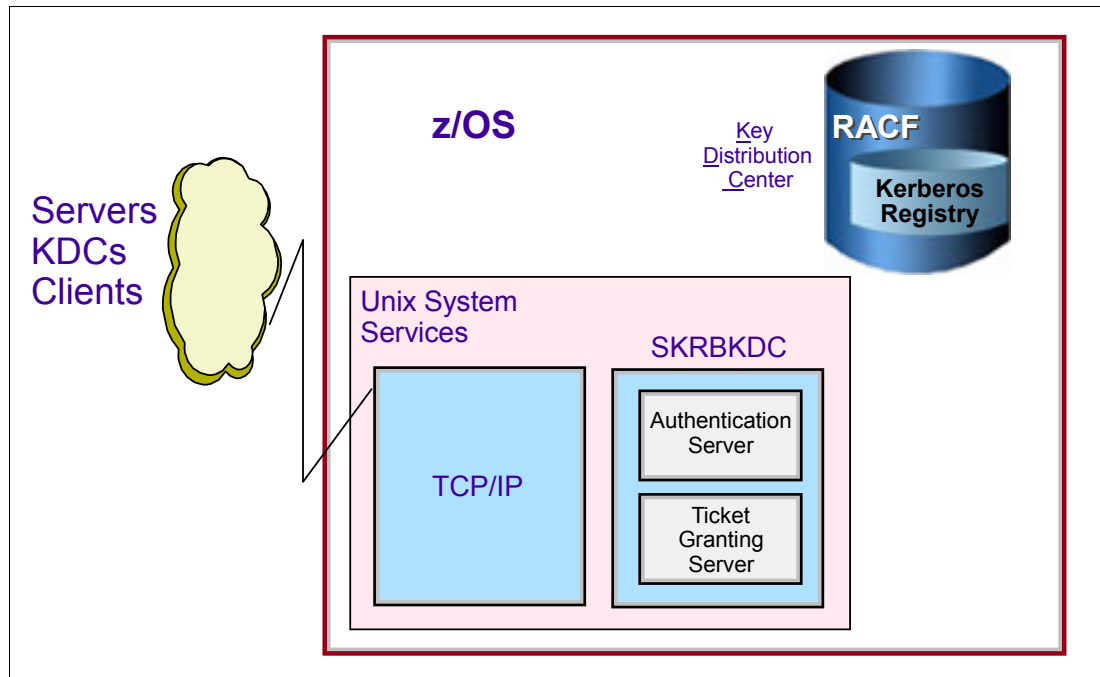 z/OS
Key
Distribution
Center
RACF
Kerberos
Registry
Servers
KDCs
Clients
Unix System
Services
SKRBKDC
TCP/IP
Authentication
Server
Ticket
Granting
Server